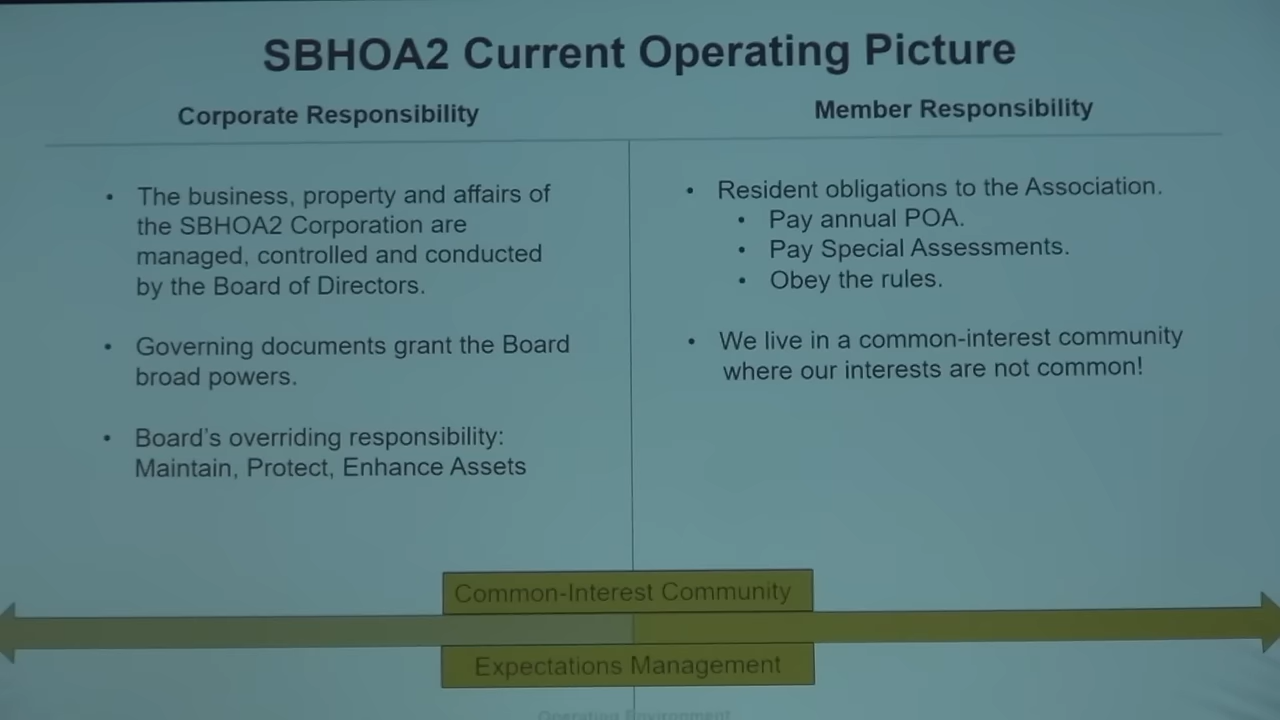 SBHOA2 Current Operating Picture
Corporate Responsibility
• The business, property and affairs of
the SBHOA2 Corporation are
managed, controlled and conducted
by the Board of Directors.
• Governing documents grant the Board
broad powers.
• Board's overriding responsibility:
Maintain, Protect, Enhance Assets
Member Responsibility
• Resident obligations to the Association.
• Pay annual POA.
• Pay Special Assessments.
• Obey the rules.
• We live in a common-interest community
where our interests are not common!
Common-Interest Community
Expectations Management
Operating Environment